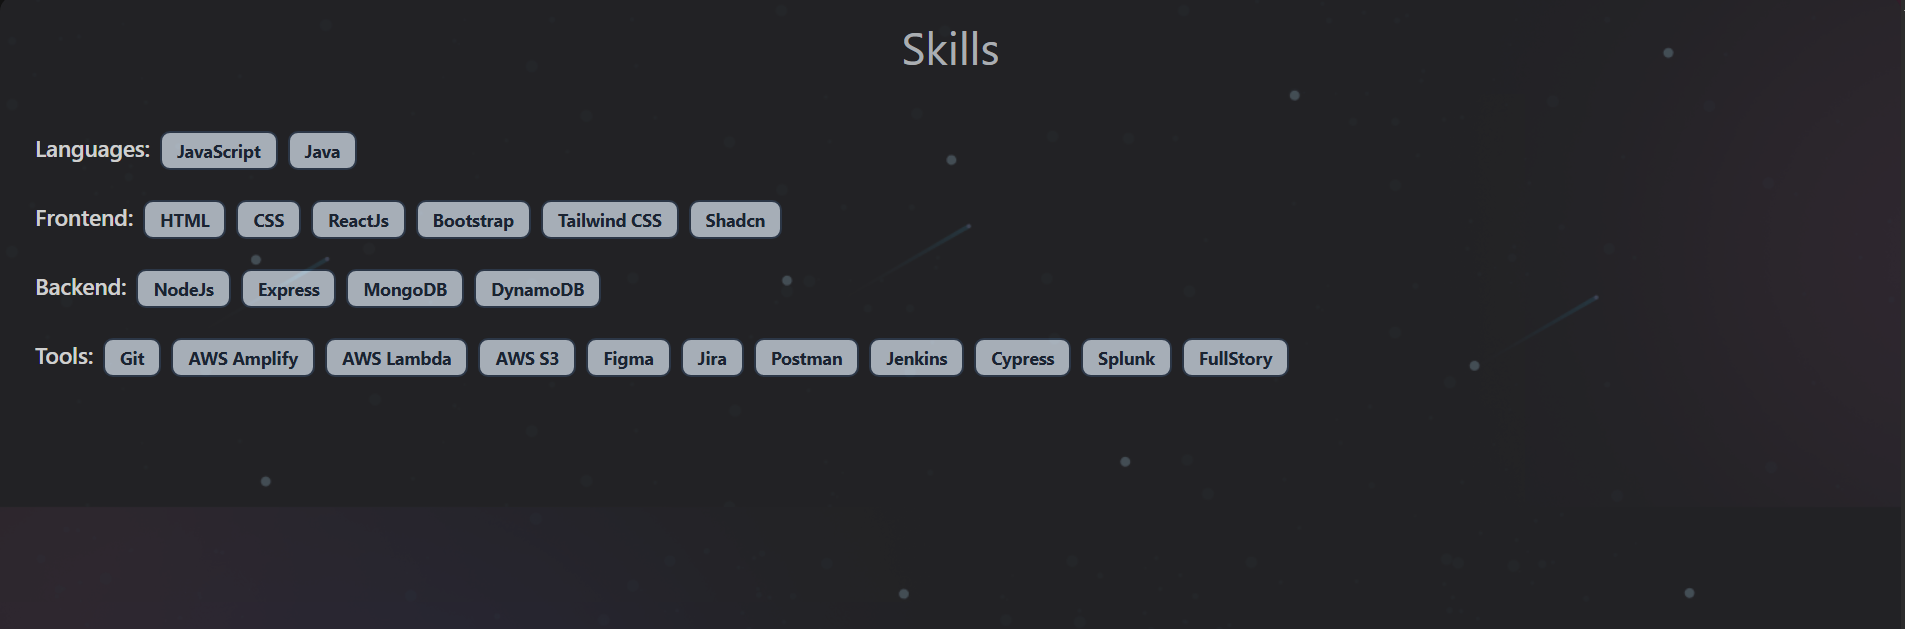 Skills
Languages: JavaScript Java
Frontend: HTML CSS ReactJs Bootstrap Tailwind CSS Shadcn
Backend: NodeJs Express MongoDB DynamoDB
Tools: Git AWS Amplify AWS Lambda AWS S3 Figma Jira Postman Jenkins Cypress Splunk FullStory